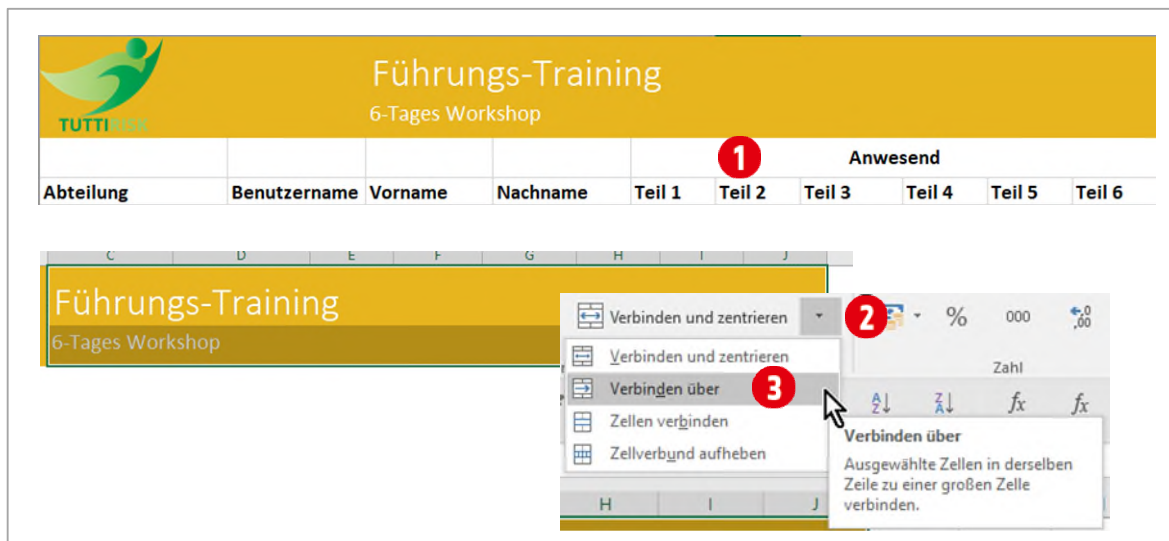 Führungs-Training
6-Tages Workshop
TUTTIRISK
1
Anwesend
Abteilung Benutzername Vorname Nachname Teil 1 Teil 2 Teil 3 Teil 4 Teil 5 Teil 6
C D E F G H I J
Führungs-Training
6-Tages Workshop
Verbinden und zentrieren 2 % 000 ←,0 ,00
Verbinden und zentrieren
Zahl
Verbinden über 3
Zellen verbinden
Zellverbund aufheben
Verbinden über
Ausgewählte Zellen in derselben
Zeile zu einer großen Zelle
verbinden.
H I J